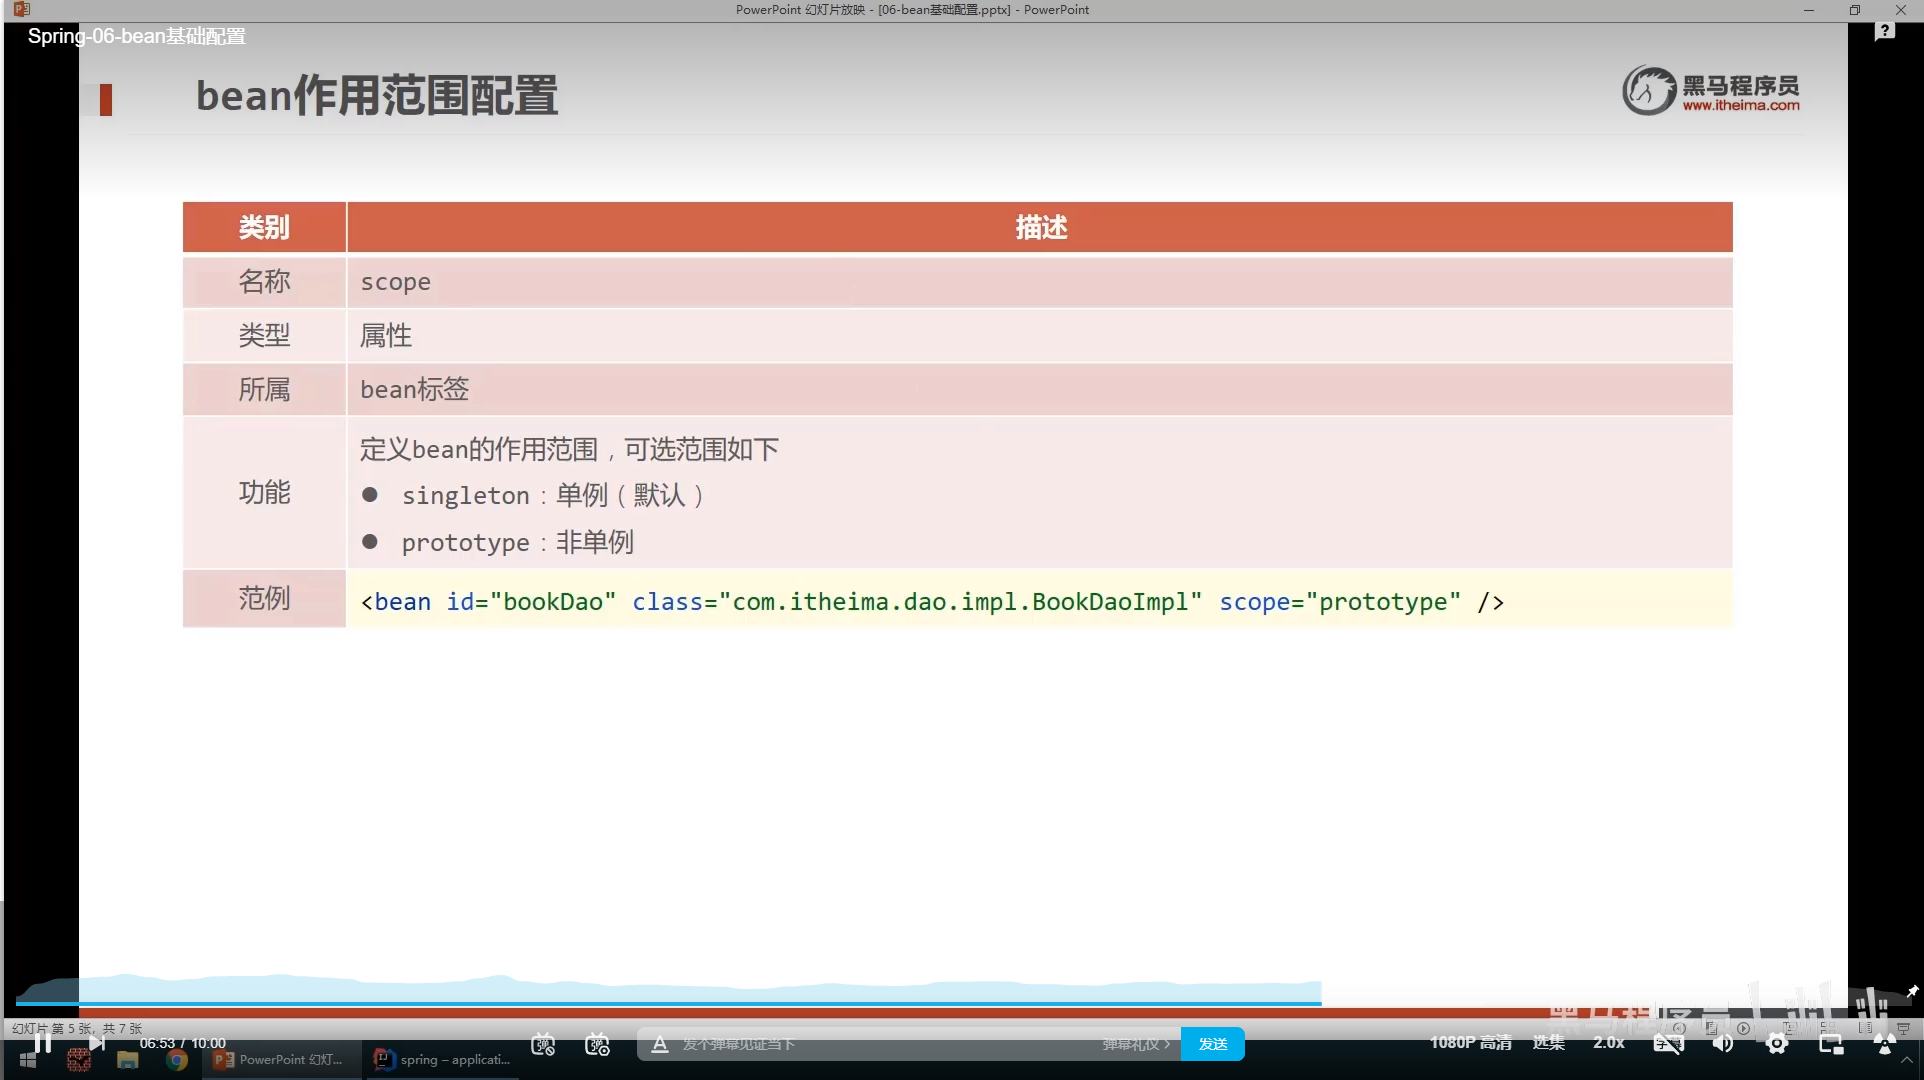 PowerPoint 幻灯片放映 - [06-bean基础配置.pptx] - PowerPoint
Spring-06-bean基础配置
bean作用范围配置
黑马程序员
www.itheima.com
类别 描述
名称 scope
类型 属性
所属 bean标签
功能 定义bean的作用范围，可选范围如下
● singleton：单例（默认）
● prototype：非单例
范例 <bean id="bookDao" class="com.itheima.dao.impl.BookDaoImpl" scope="prototype" />
幻灯片 第 5 张，共 7 张
06:53 / 10:00
发个弹幕见证当下
弹幕礼仪 >
发送
1080P 高清
选集
2.0x
PowerPoint 幻灯...
spring – applicati...
黑马程序员